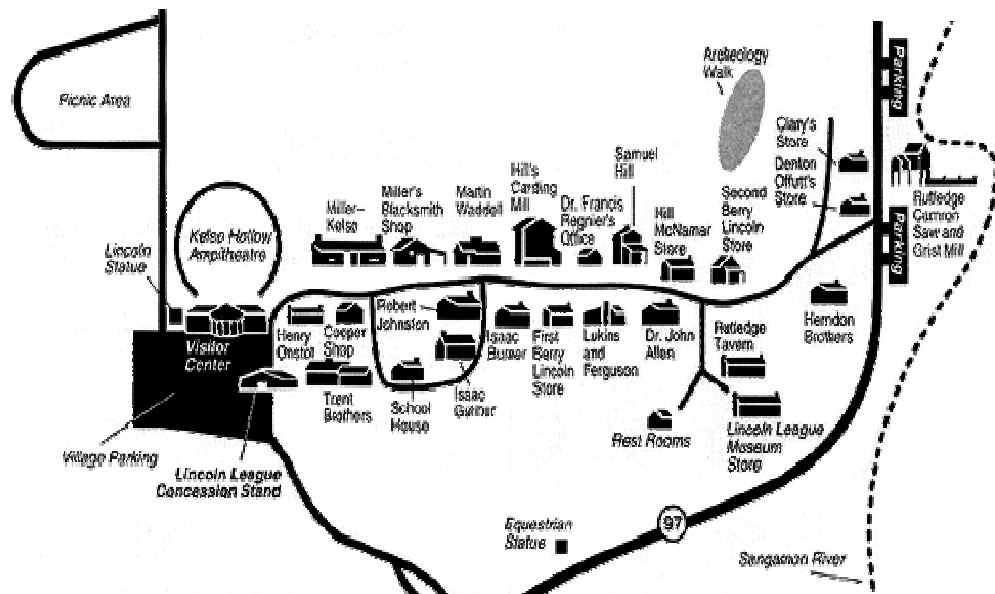 Picnic Area
Kelso Hollow
Ampitheatre
Lincoln
Statue
Visitor
Center
Village Parking
Lincoln League
Concession Stand
Miller–
Kelso
Miller's
Blacksmith
Shop
Martin
Waddell
Hill's
Carding
Mill
Dr. Francis
Regnier's
Office
Samuel
Hill
Hill
McNamar
Store
Second
Berry
Lincoln
Store
Archeology
Walk
Clary's
Store
Denton
Offutt's
Store
Parking
Parking
Rutledge
Camron
Saw and
Grist Mill
Henry
Onstot
Cooper
Shop
Trent
Brothers
Robert
Johnston
School
House
Isaac
Guliher
Isaac
Burner
First
Berry
Lincoln
Store
Lukins
and
Ferguson
Dr. John
Allen
Rutledge
Tavern
Herndon
Brothers
Rest Rooms
Lincoln League
Museum
Store
Equestrian
Statue
97
Sangamon River